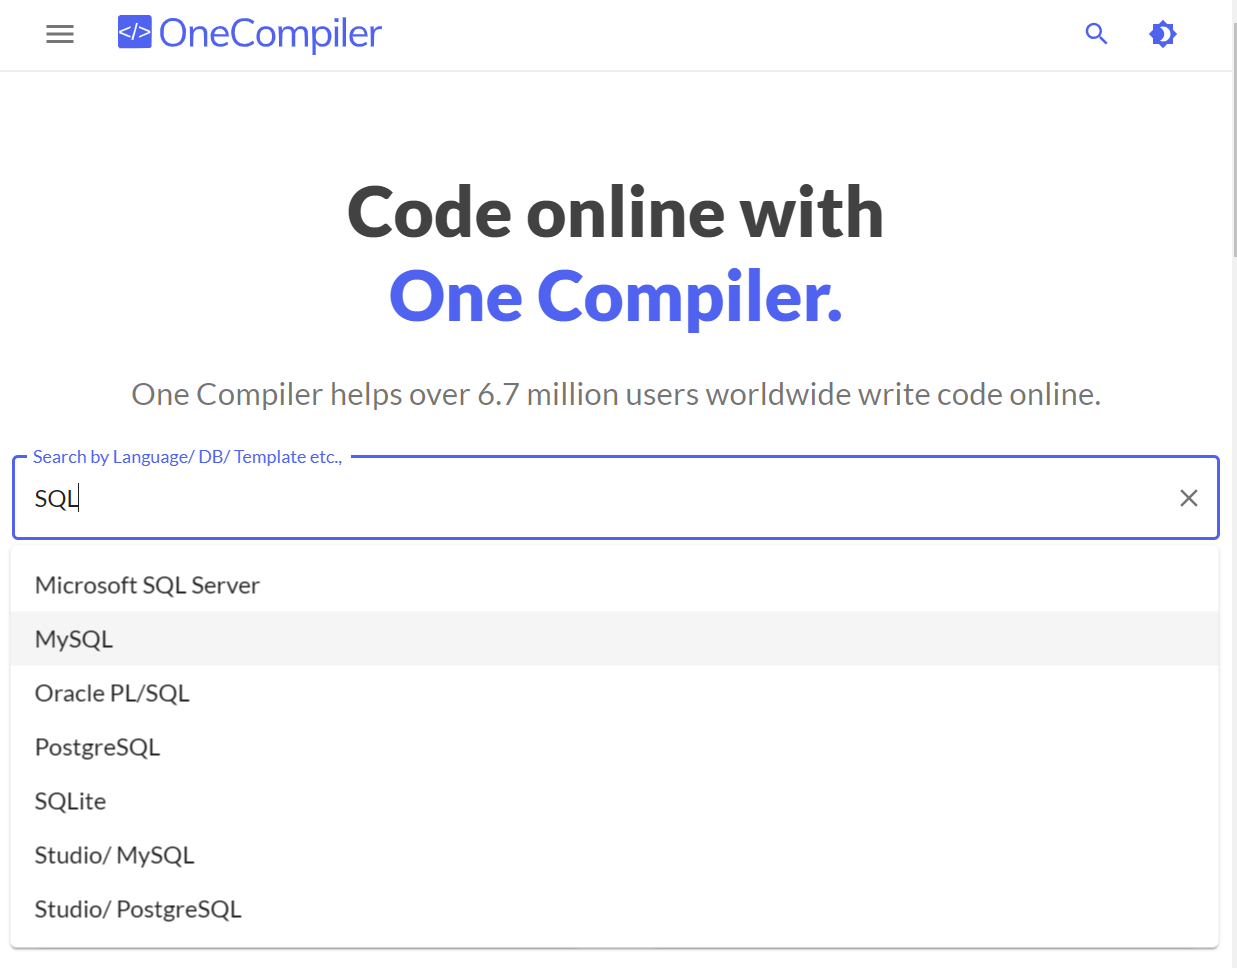 </> OneCompiler
Code online with
One Compiler.
One Compiler helps over 6.7 million users worldwide write code online.
Search by Language/ DB/ Template etc.,
SQL
Microsoft SQL Server
MySQL
Oracle PL/SQL
PostgreSQL
SQLite
Studio/ MySQL
Studio/ PostgreSQL